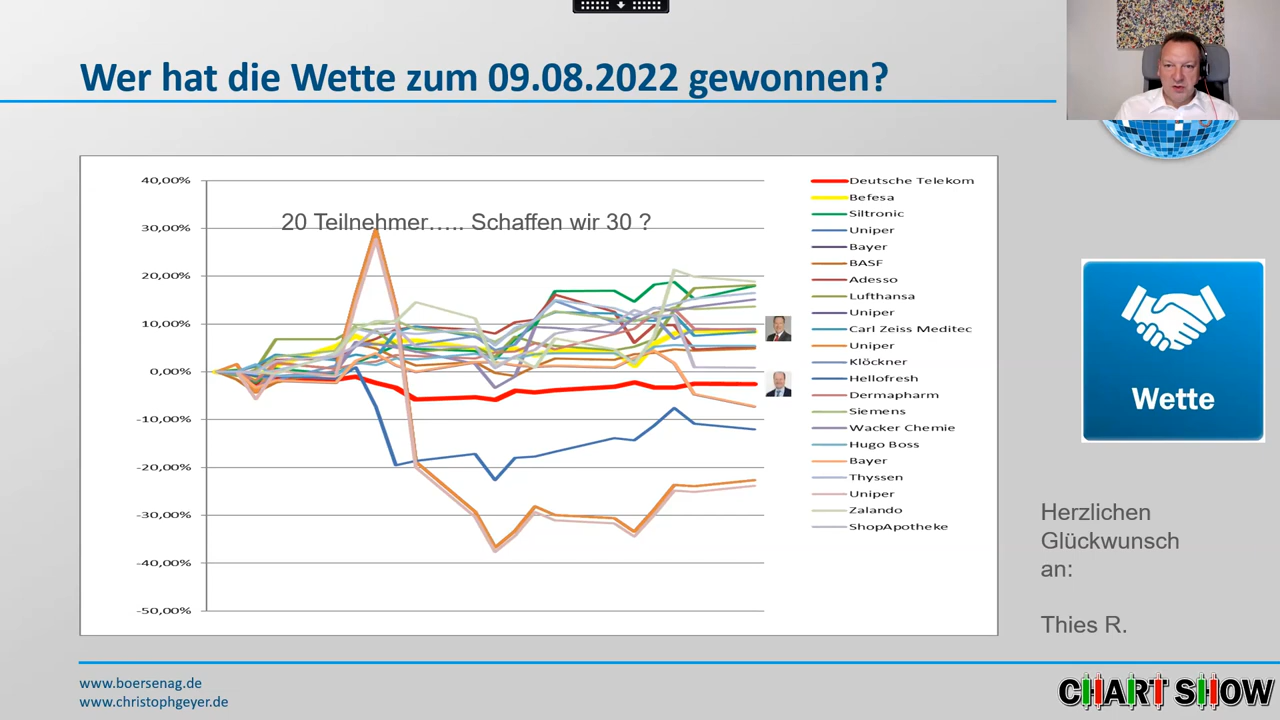 Wer hat die Wette zum 09.08.2022 gewonnen?
20 Teilnehmer….. Schaffen wir 30 ?
40,00%
30,00%
20,00%
10,00%
0,00%
-10,00%
-20,00%
-30,00%
-40,00%
-50,00%
Deutsche Telekom
Befesa
Siltronic
Uniper
Bayer
BASF
Adesso
Lufthansa
Uniper
Carl Zeiss Meditec
Uniper
Klöckner
Hellofresh
Dermapharm
Siemens
Wacker Chemie
Hugo Boss
Bayer
Thyssen
Uniper
Zalando
ShopApotheke
Wette
Herzlichen
Glückwunsch
an:
Thies R.
www.boersenag.de
www.christophgeyer.de
CHART SHOW